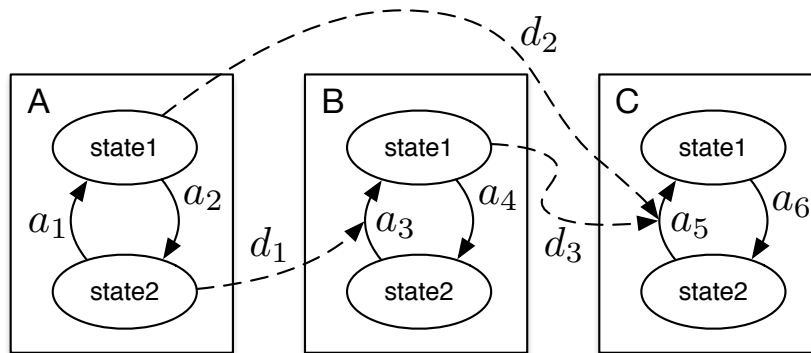 d₂
A
B
C
state1
state1
state1
a₁
a₂
a₃
a₄
a₅
a₆
d₁
d₃
state2
state2
state2